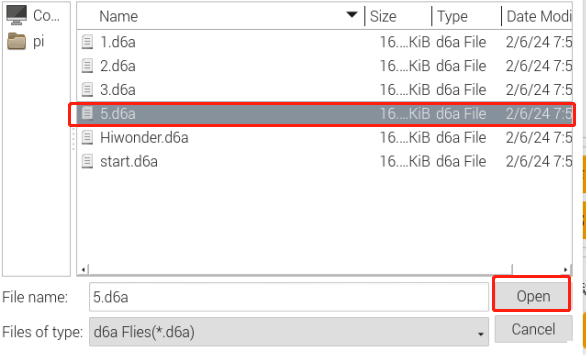 Co... Name Size Type Date Modi
pi 1.d6a 16....KiB d6a File 2/6/24 7:5
2.d6a 16....KiB d6a File 2/6/24 7:5
3.d6a 16....KiB d6a File 2/6/24 7:5
5.d6a 16....KiB d6a File 2/6/24 7:5
Hiwonder.d6a 16....KiB d6a File 2/6/24 7:5
start.d6a 16....KiB d6a File 2/6/24 7:5
File name: 5.d6a Open
Files of type: d6a Flies(*.d6a) Cancel